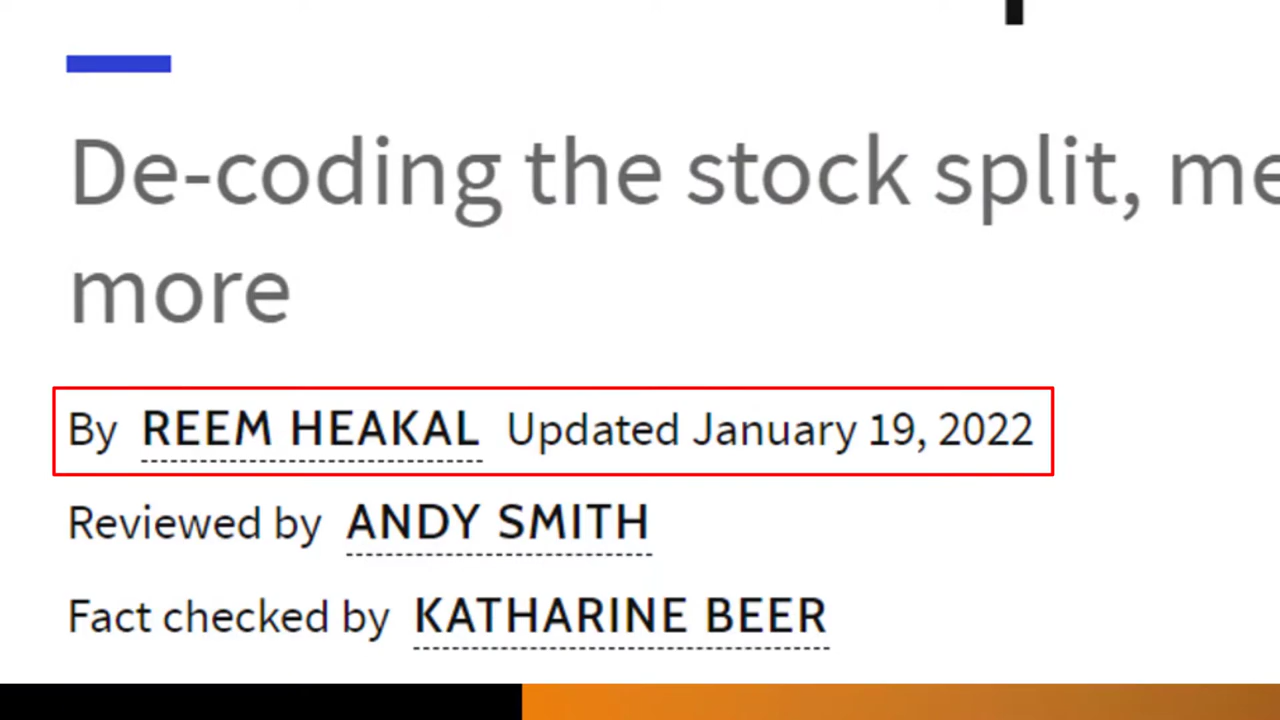 De-coding the stock split,
more
By REEM HEAKAL Updated January 19, 2022
Reviewed by ANDY SMITH
Fact checked by KATHARINE BEER